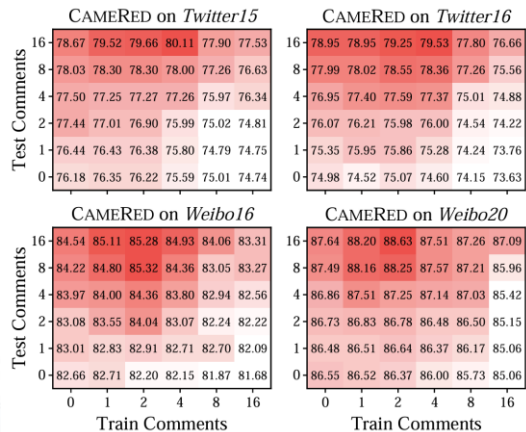 CAMERED on Twitter15
CAMERED on Twitter16
Test Comments
16 78.67 79.52 79.66 80.11 77.90 77.53
8 78.03 78.30 78.30 78.00 77.26 76.63
4 77.50 77.25 77.27 77.26 75.97 76.34
2 77.44 77.01 76.90 75.99 75.02 74.81
1 76.44 76.43 76.38 75.80 74.79 74.75
0 76.18 76.35 76.22 75.59 75.01 74.74
16 78.95 78.95 79.25 79.53 77.80 76.66
8 77.99 78.02 78.55 78.36 77.26 75.56
4 76.95 77.40 77.59 77.37 75.01 74.88
2 76.07 76.21 75.98 76.00 74.54 74.22
1 75.35 75.95 75.86 75.28 74.24 73.76
0 74.98 74.52 75.07 74.60 74.15 73.63
CAMERED on Weibo16
CAMERED on Weibo20
Test Comments
16 84.54 85.11 85.28 84.93 84.06 83.31
8 84.22 84.80 85.32 84.36 83.05 83.27
4 83.97 84.00 84.36 83.80 82.94 82.56
2 83.08 83.55 84.04 83.07 82.24 82.22
1 83.01 82.83 82.91 82.71 82.70 82.09
0 82.66 82.71 82.20 82.15 81.87 81.68
0 1 2 4 8 16
Train Comments
16 87.64 88.20 88.63 87.51 87.26 87.09
8 87.49 88.16 88.25 87.57 87.21 85.96
4 86.86 87.51 87.25 87.14 87.03 85.42
2 86.73 86.83 86.78 86.48 86.50 85.15
1 86.48 86.51 86.64 86.37 86.17 85.06
0 86.55 86.52 86.37 86.00 85.73 85.06
0 1 2 4 8 16
Train Comments